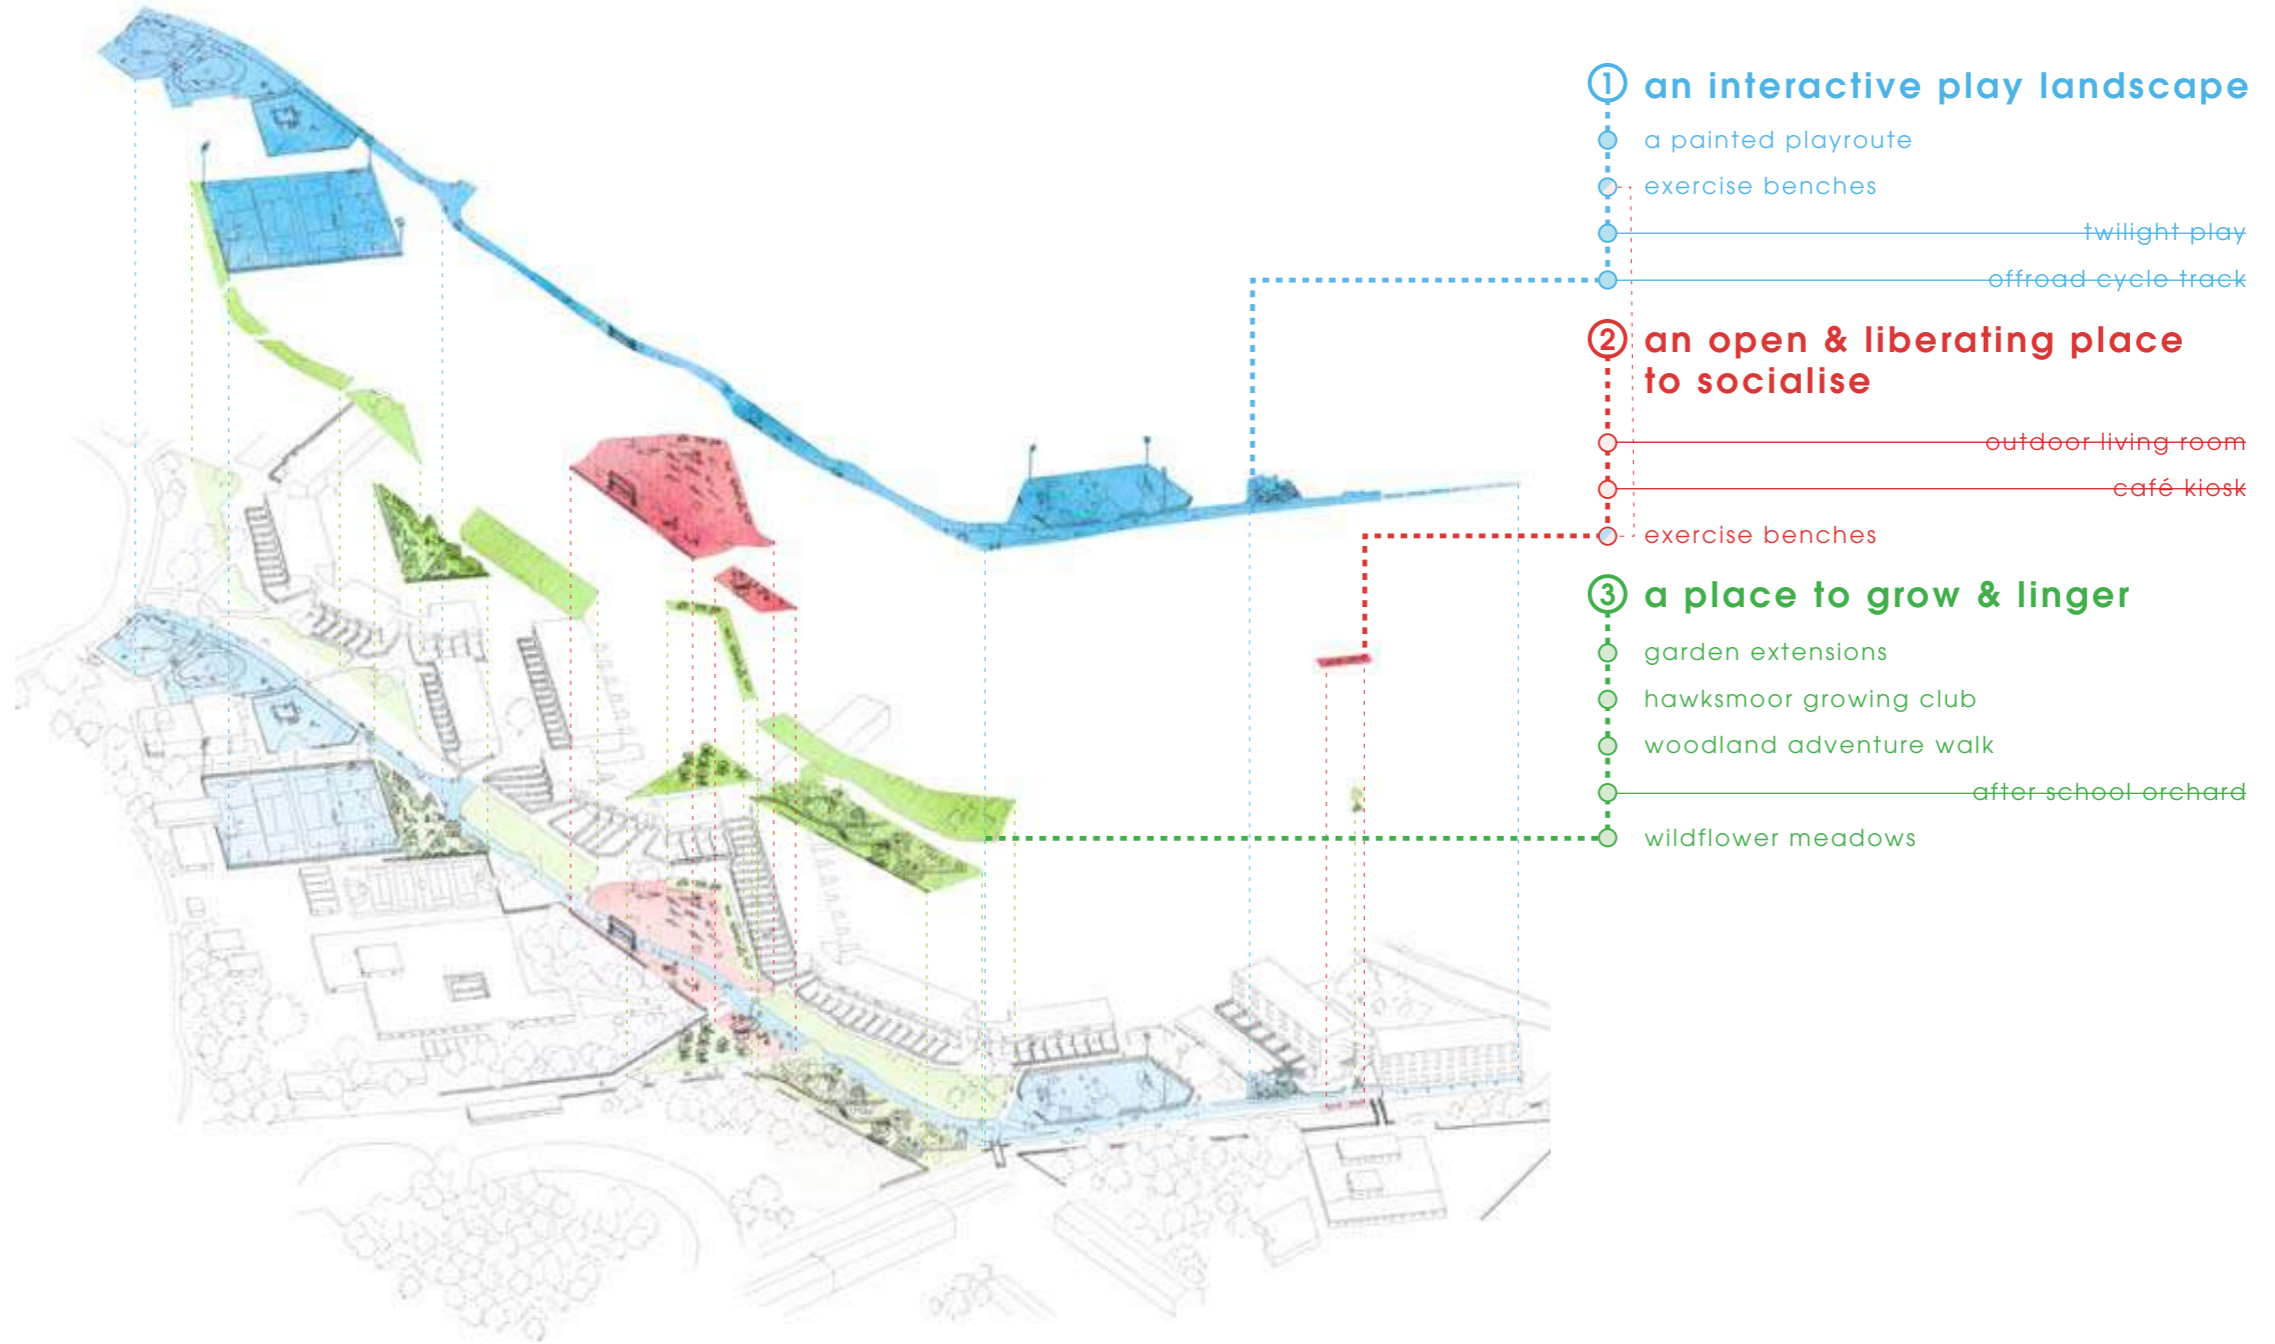 1 an interactive play landscape
a painted playroute
exercise benches
twilight play
offroad cycle track
2 an open & liberating place
to socialise
outdoor living room
café kiosk
exercise benches
3 a place to grow & linger
garden extensions
hawksmoor growing club
woodland adventure walk
after school orchard
wildflower meadows